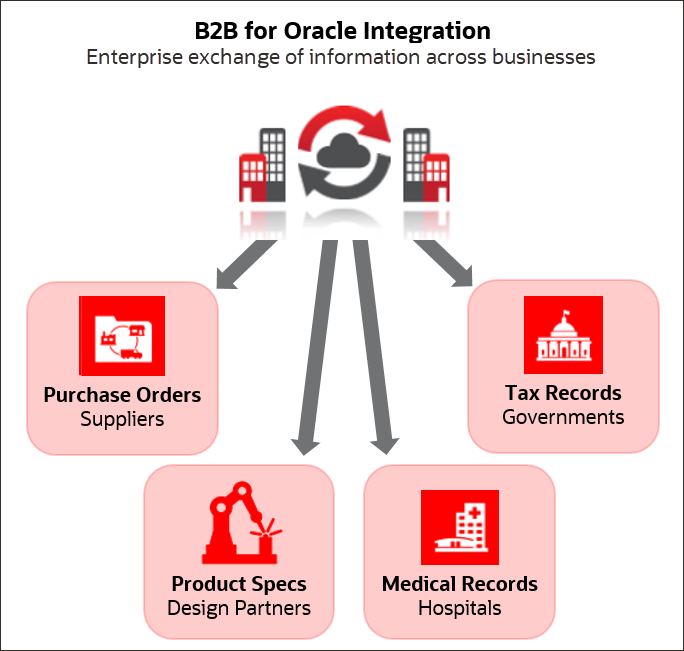 B2B for Oracle Integration
Enterprise exchange of information across businesses
Purchase Orders
Suppliers
Tax Records
Governments
Product Specs
Design Partners
Medical Records
Hospitals